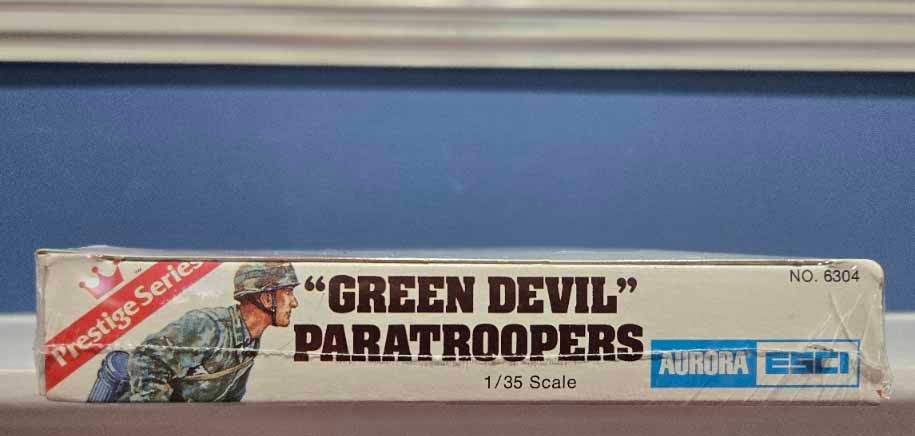 Prestige Series
"GREEN DEVIL"
PARATROOPERS
1/35 Scale
NO. 6304
AURORA ESCI